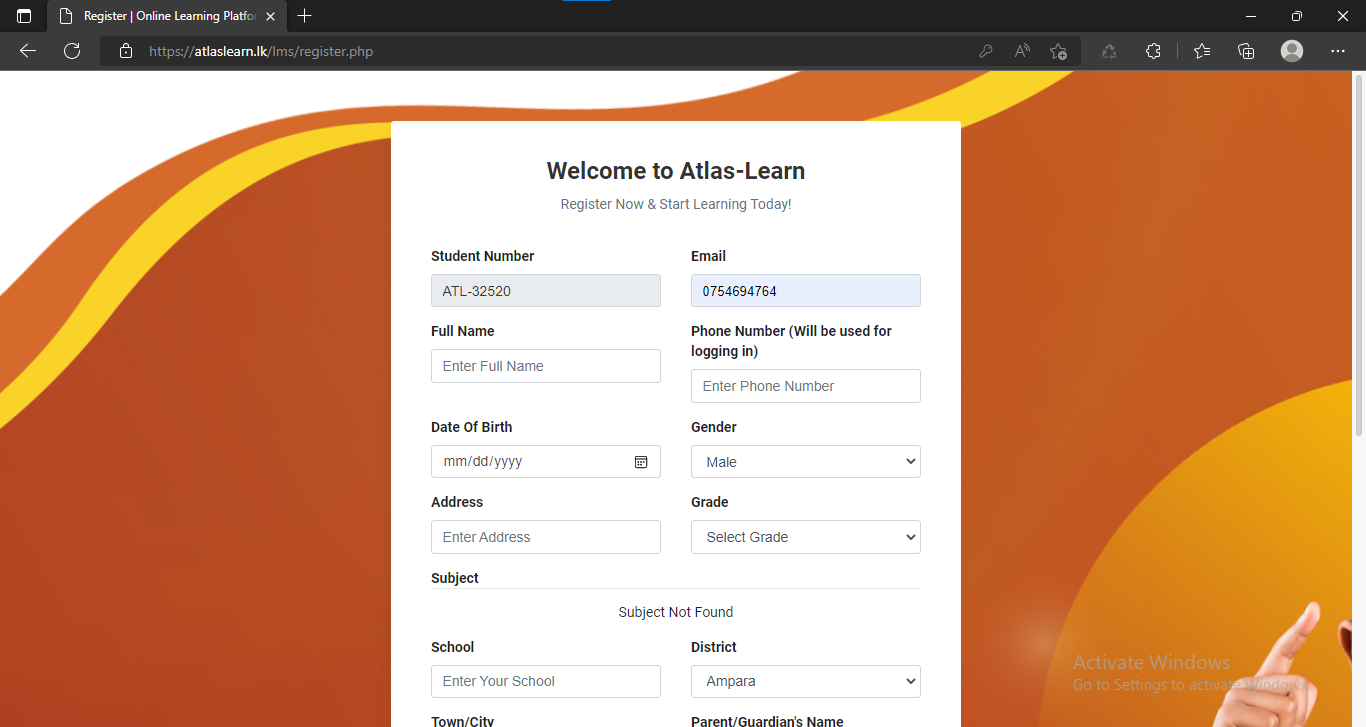 Register | Online Learning Platfo
https://atlaslearn.lk/lms/register.php
Welcome to Atlas-Learn
Register Now & Start Learning Today!
Student Number
Email
ATL-32520
0754694764
Full Name
Phone Number (Will be used for
logging in)
Enter Full Name
Enter Phone Number
Date Of Birth
Gender
mm/dd/yyyy
Male
Address
Grade
Enter Address
Select Grade
Subject
Subject Not Found
School
District
Enter Your School
Ampara
Activate Windows
Go to Settings to activate Windows.
Town/City
Parent/Guardian's Name